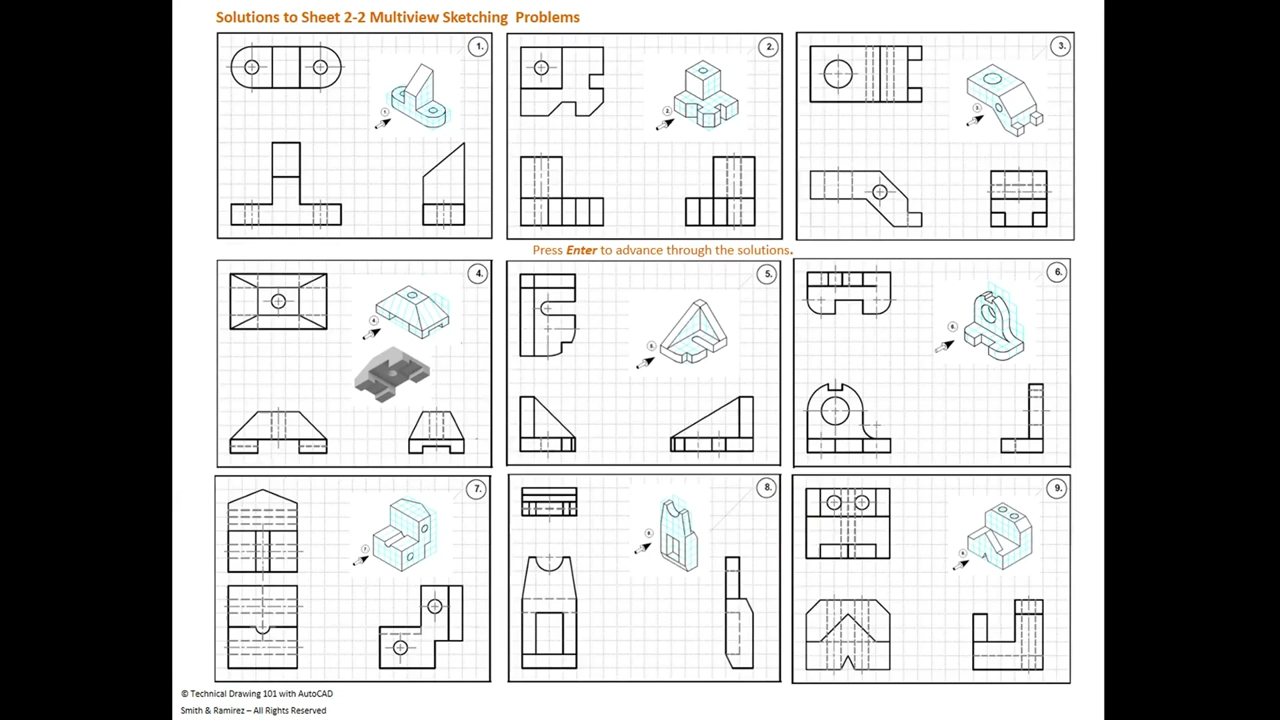 Solutions to Sheet 2-2 Multiview Sketching Problems
1.
2.
3.
Press Enter to advance through the solutions.
4.
5.
6.
7.
8.
9.
© Technical Drawing 101 with AutoCAD
Smith & Ramirez – All Rights Reserved